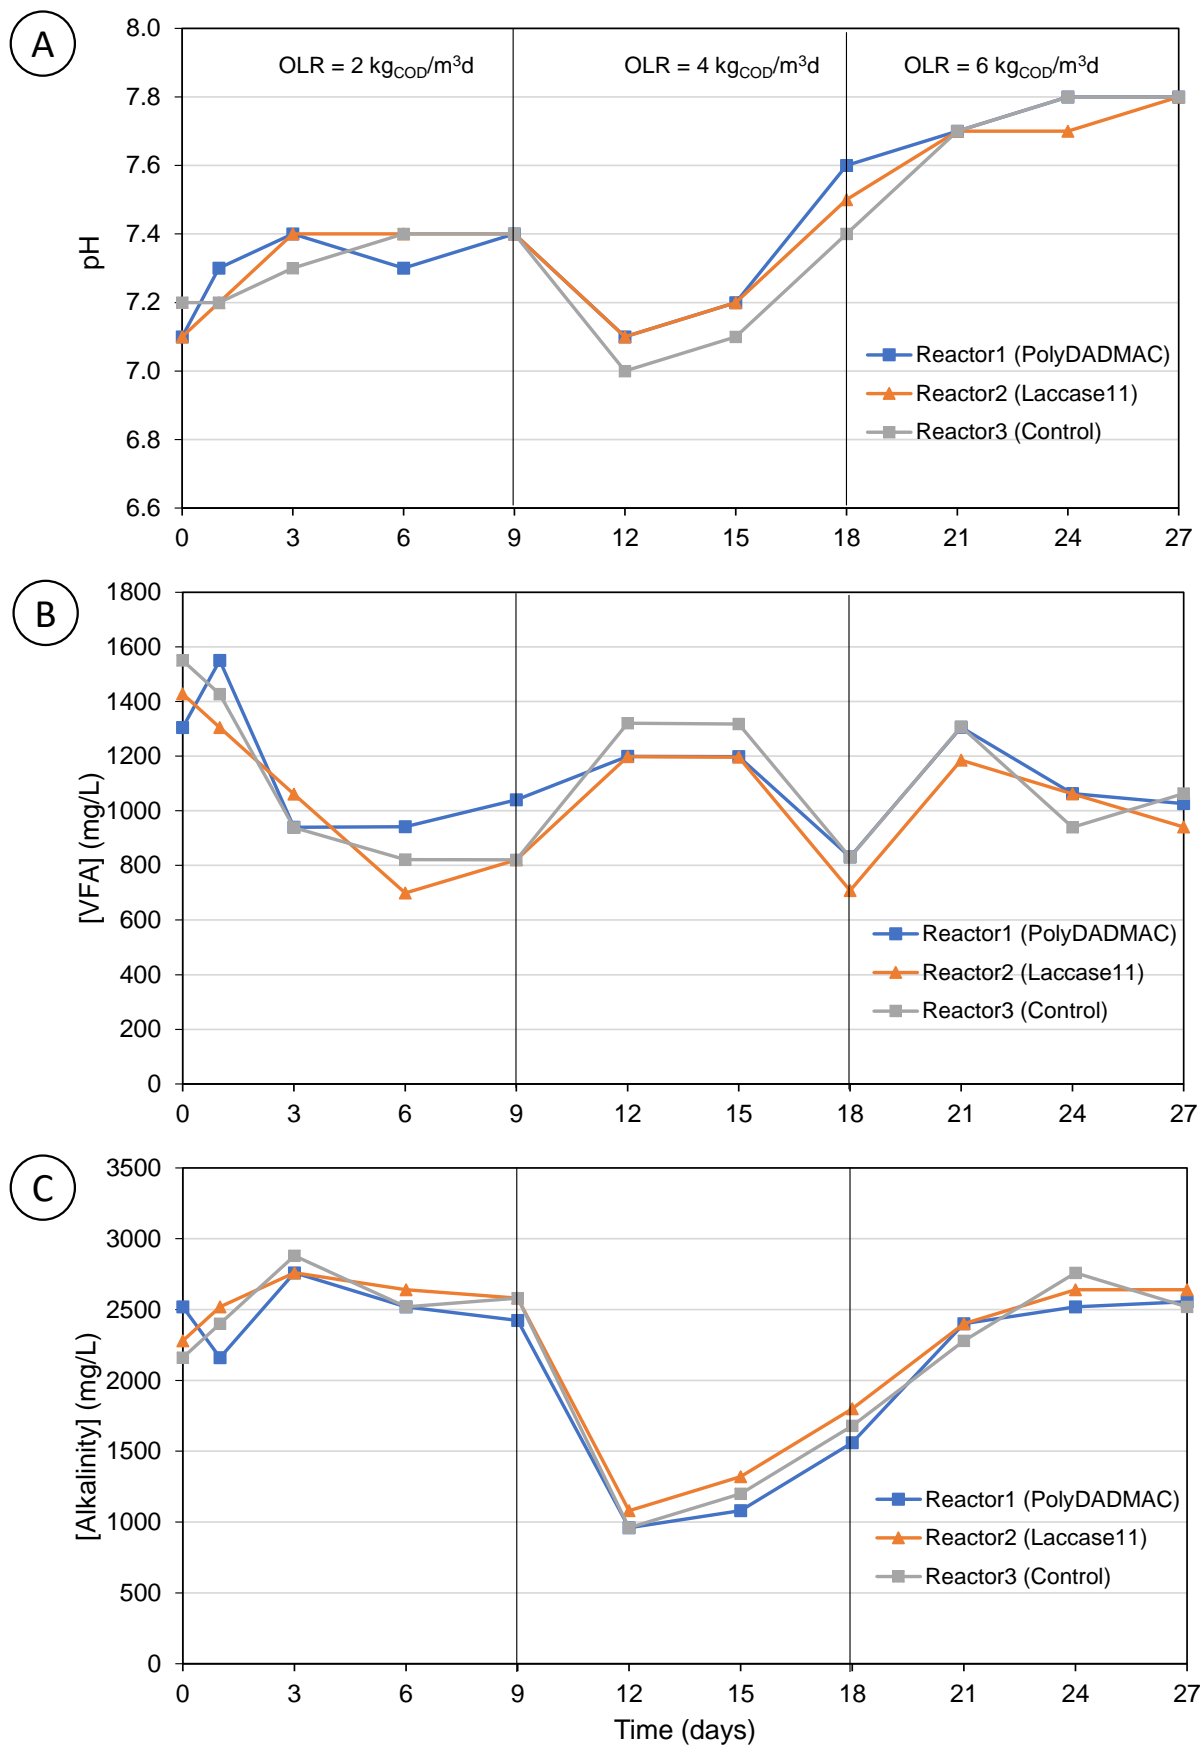 A
8.0
OLR = 2 kgCOD/m³d OLR = 4 kgCOD/m³d OLR = 6 kgCOD/m³d
7.8
7.6
7.4
7.2
7.0
6.8
6.6
pH
Reactor1 (PolyDADMAC)
Reactor2 (Laccase11)
Reactor3 (Control)
0 3 6 9 12 15 18 21 24 27
B
1800
1600
1400
1200
1000
800
600
400
200
0
[VFA] (mg/L)
Reactor1 (PolyDADMAC)
Reactor2 (Laccase11)
Reactor3 (Control)
0 3 6 9 12 15 18 21 24 27
C
3500
3000
2500
2000
1500
1000
500
0
[Alkalinity] (mg/L)
Reactor1 (PolyDADMAC)
Reactor2 (Laccase11)
Reactor3 (Control)
0 3 6 9 12 15 18 21 24 27
Time (days)